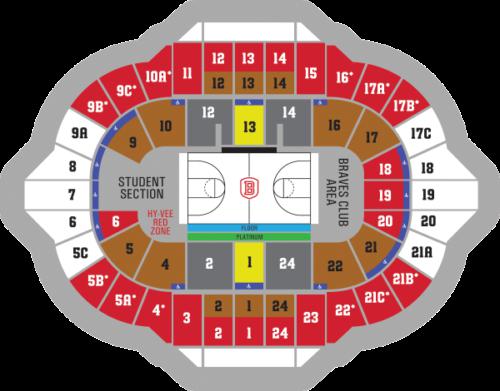 12 13 14
10A* 11 12 13 14 15 16*
9C* 17A*
9B* 17B*
12 14
9A 9 10 13 16 17 17C
8 18 18
7 STUDENT SECTION B BRAVES CLUB AREA 19 19
6 6 HY-VEE RED ZONE 20 20
FLOOR
PLATINUM
5C 5 4 2 1 24 22 21 21A
5B* 21B*
5A* 21C*
4* 3 2 1 24 23 22*
2 1 24